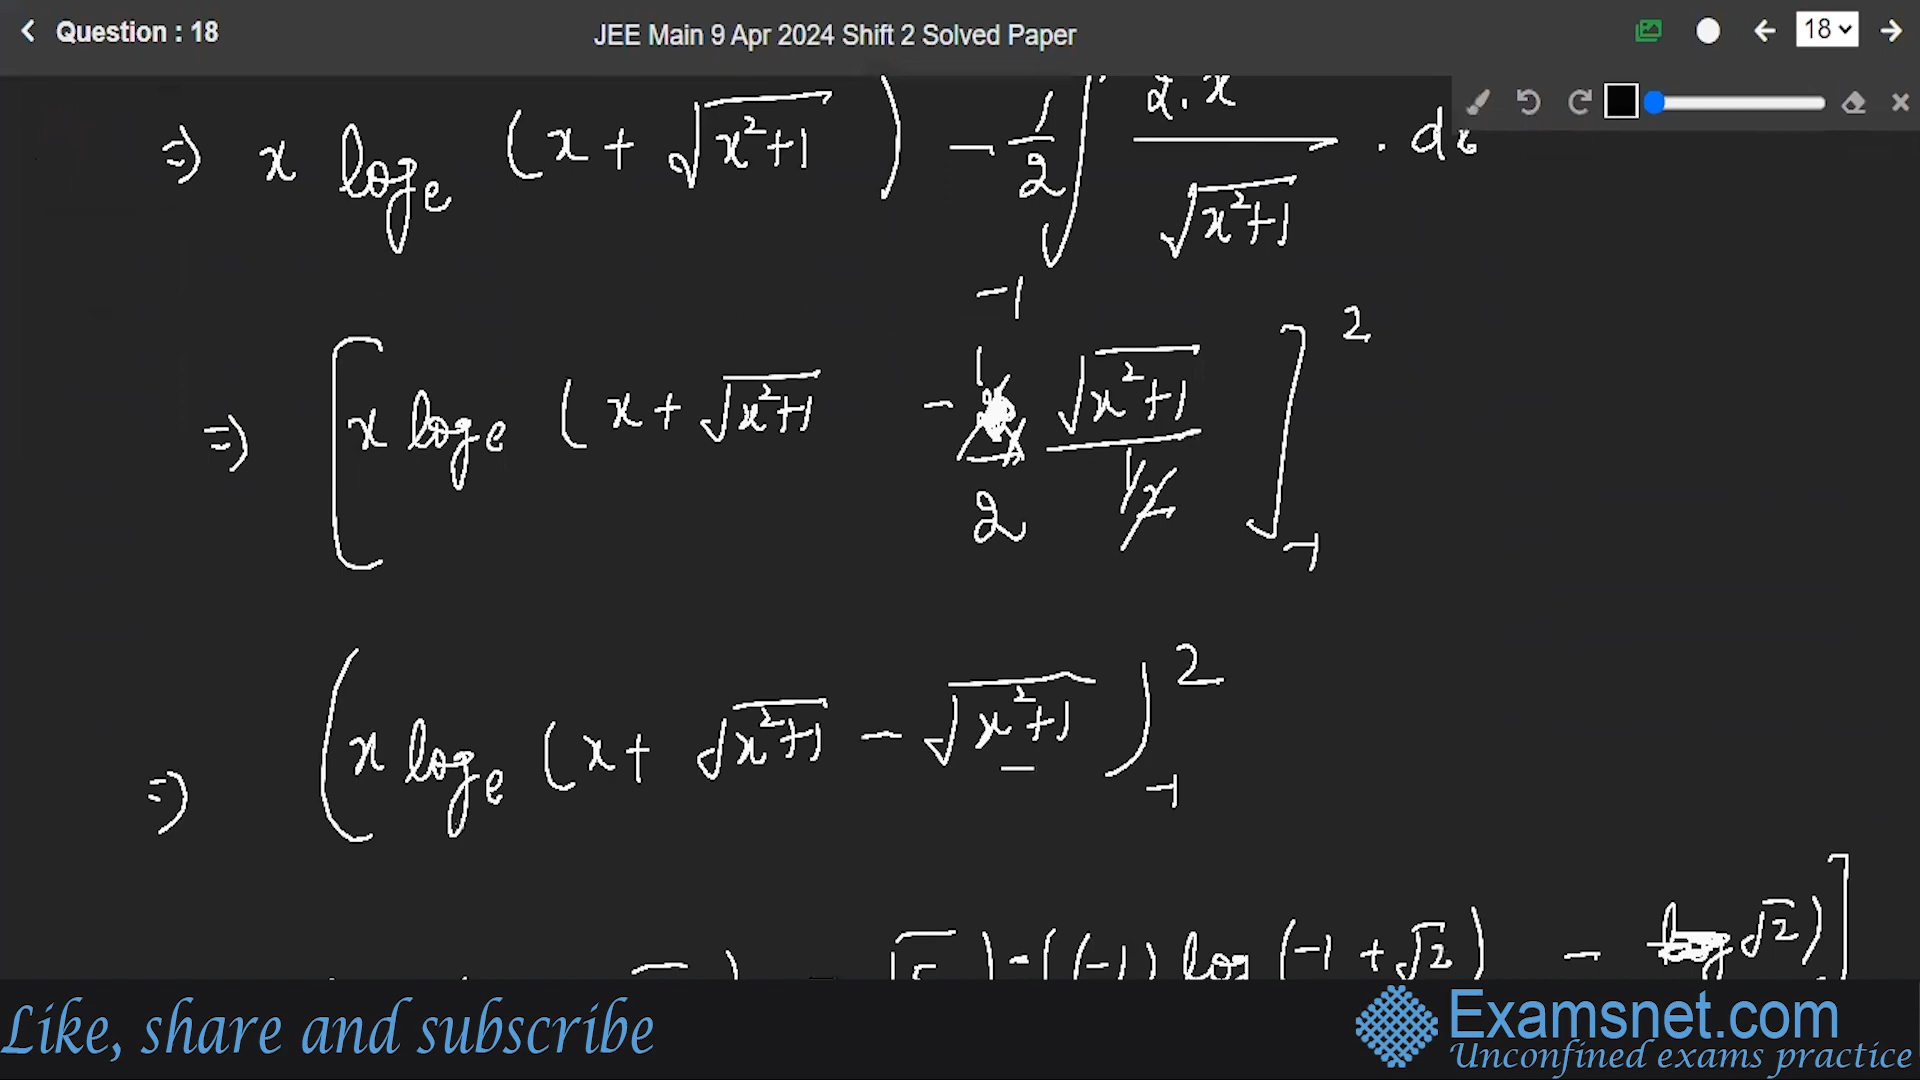 Question : 18
JEE Main 9 Apr 2024 Shift 2 Solved Paper
18
⇒ x logₑ (x + √(x²+1)) − 1/2 ∫ 2.x / √(x²+1) . dx
−1
⇒ [x logₑ (x + √(x²+1) − 1/2 √(x²+1) / 1/2]₋₁²
⇒ (x logₑ (x + √(x²+1) − √(x²+1))₋₁²
) − ((−1) log (−1 + √2) − √2)]
Like, share and subscribe
Examsnet.com
Unconfined exams practice